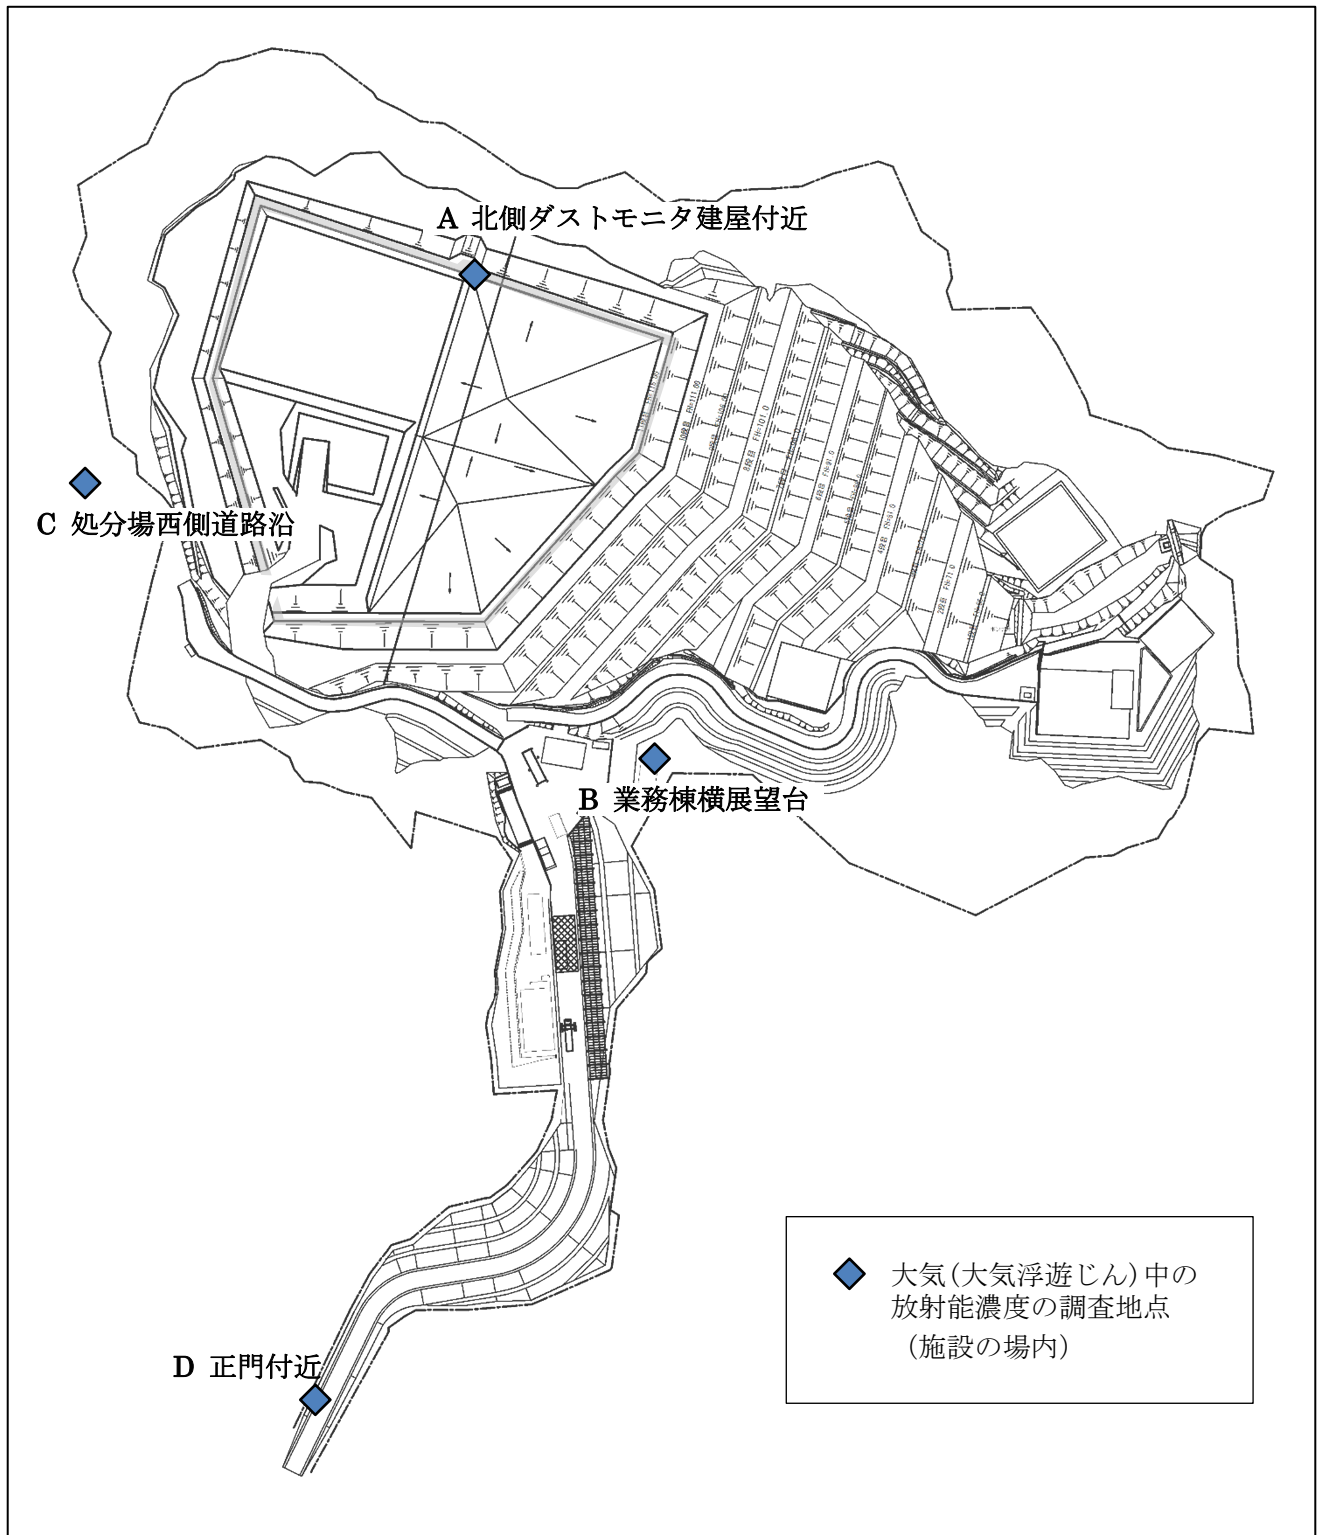 A 北側ダストモニタ建屋付近
C 処分場西側道路沿
B 業務棟横展望台
D 正門付近
大気(大気浮遊じん)中の
放射能濃度の調査地点
(施設の場内)